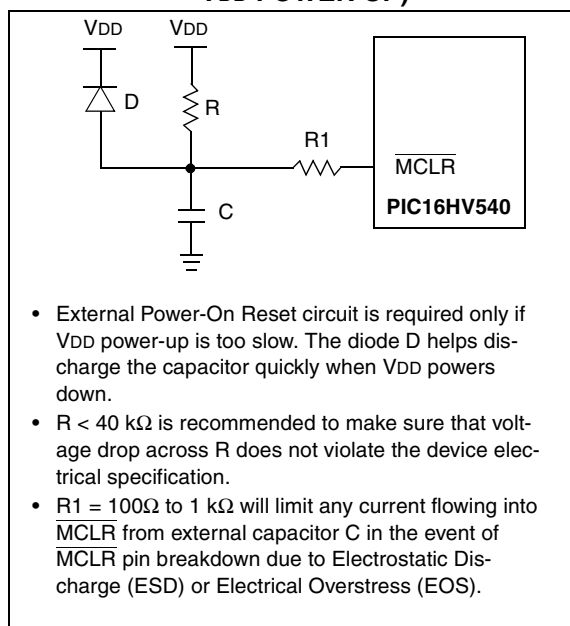 VDD POWER-UP)
VDD VDD
D
R
R1
MCLR
C
PIC16HV540
• External Power-On Reset circuit is required only if
VDD power-up is too slow. The diode D helps dis-
charge the capacitor quickly when VDD powers
down.
• R < 40 kΩ is recommended to make sure that volt-
age drop across R does not violate the device elec-
trical specification.
• R1 = 100Ω to 1 kΩ will limit any current flowing into
MCLR from external capacitor C in the event of
MCLR pin breakdown due to Electrostatic Dis-
charge (ESD) or Electrical Overstress (EOS).